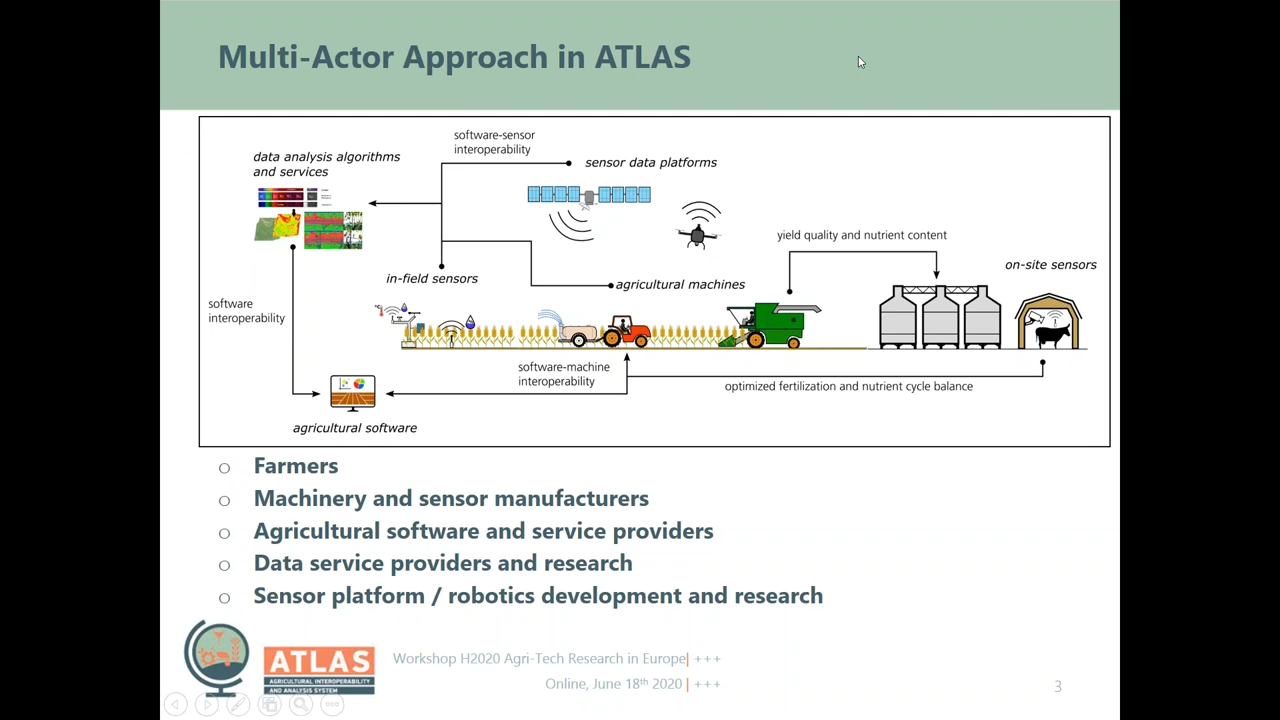 Multi-Actor Approach in ATLAS
software-sensor
interoperability
data analysis algorithms
and services
sensor data platforms
yield quality and nutrient content
on-site sensors
in-field sensors
agricultural machines
software
interoperability
software-machine
interoperability
optimized fertilization and nutrient cycle balance
agricultural software
○ Farmers
○ Machinery and sensor manufacturers
○ Agricultural software and service providers
○ Data service providers and research
○ Sensor platform / robotics development and research
ATLAS
AGRICULTURAL INTEROPERABILITY
AND ANALYSIS SYSTEM
Workshop H2020 Agri-Tech Research in Europe| +++
Online, June 18th 2020 | +++
3